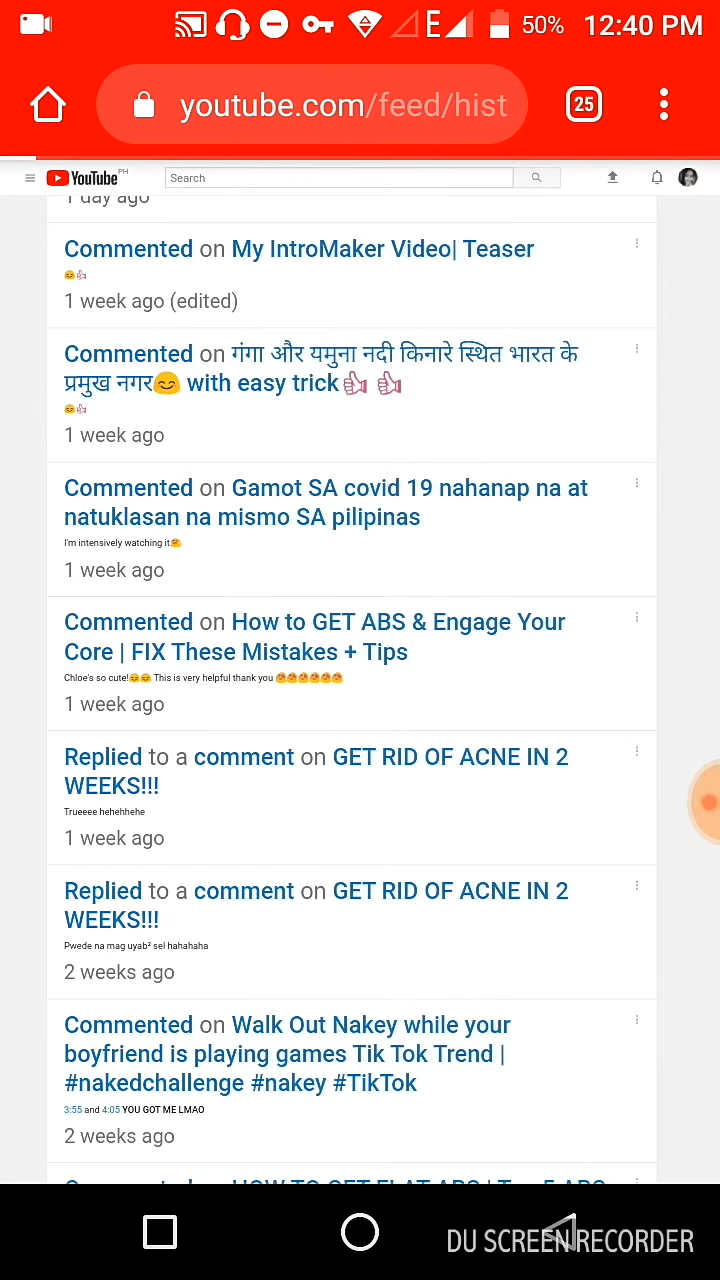 E 50% 12:40 PM
youtube.com/feed/hist 25
YouTube PH Search
1 day ago
Commented on My IntroMaker Video| Teaser
😊👍
1 week ago (edited)
Commented on गंगा और यमुना नदी किनारे स्थित भारत के
प्रमुख नगर😊 with easy trick👍 👍
😊👍
1 week ago
Commented on Gamot SA covid 19 nahanap na at
natuklasan na mismo SA pilipinas
I'm intensively watching it🤗
1 week ago
Commented on How to GET ABS & Engage Your
Core | FIX These Mistakes + Tips
Chloe's so cute!😊😊 This is very helpful thank you 🤗🤗🤗🤗🤗🤗
1 week ago
Replied to a comment on GET RID OF ACNE IN 2
WEEKS!!!
Trueeee hehehhehe
1 week ago
Replied to a comment on GET RID OF ACNE IN 2
WEEKS!!!
Pwede na mag uyab² sel hahahaha
2 weeks ago
Commented on Walk Out Nakey while your
boyfriend is playing games Tik Tok Trend |
#nakedchallenge #nakey #TikTok
3:55 and 4:05 YOU GOT ME LMAO
2 weeks ago
DU SCREEN RECORDER